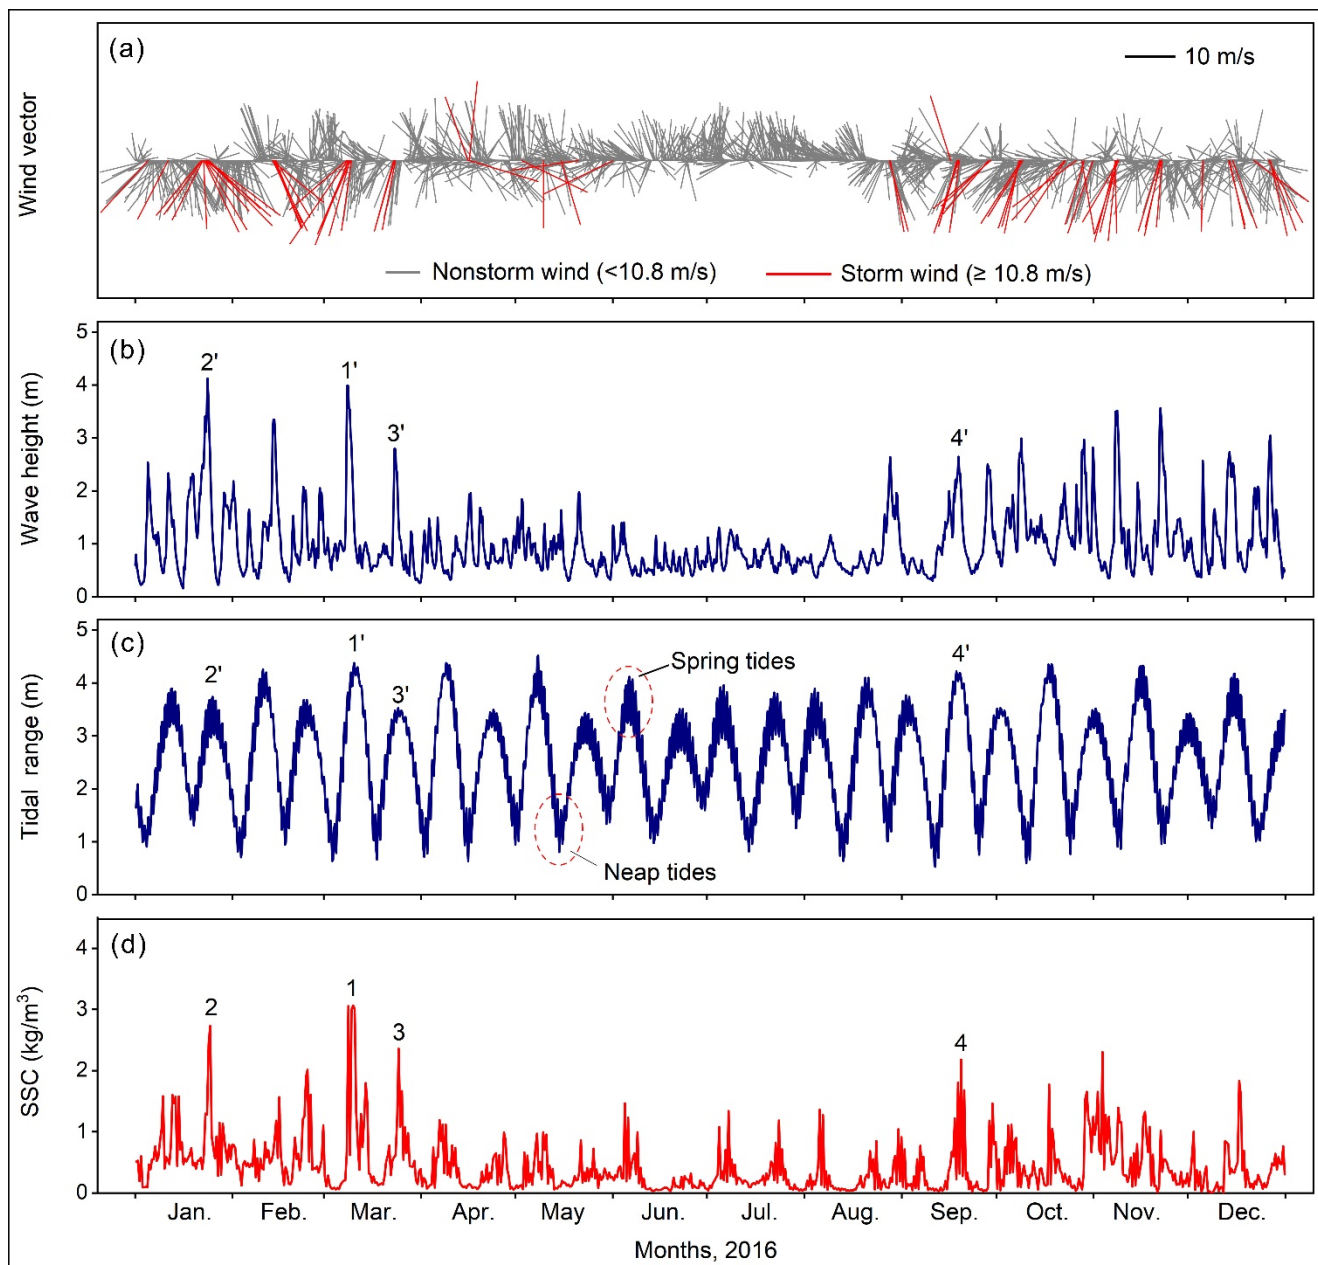 (a)
10 m/s
Wind vector
Nonstorm wind (<10.8 m/s)
Storm wind (≥ 10.8 m/s)
(b)
5
4
3
2
1
0
Wave height (m)
2'
1'
3'
4'
(c)
5
4
3
2
1
0
Tidal range (m)
2'
1'
3'
4'
Spring tides
Neap tides
(d)
4
3
2
1
0
SSC (kg/m³)
2
1
3
4
Jan. Feb. Mar. Apr. May Jun. Jul. Aug. Sep. Oct. Nov. Dec.
Months, 2016